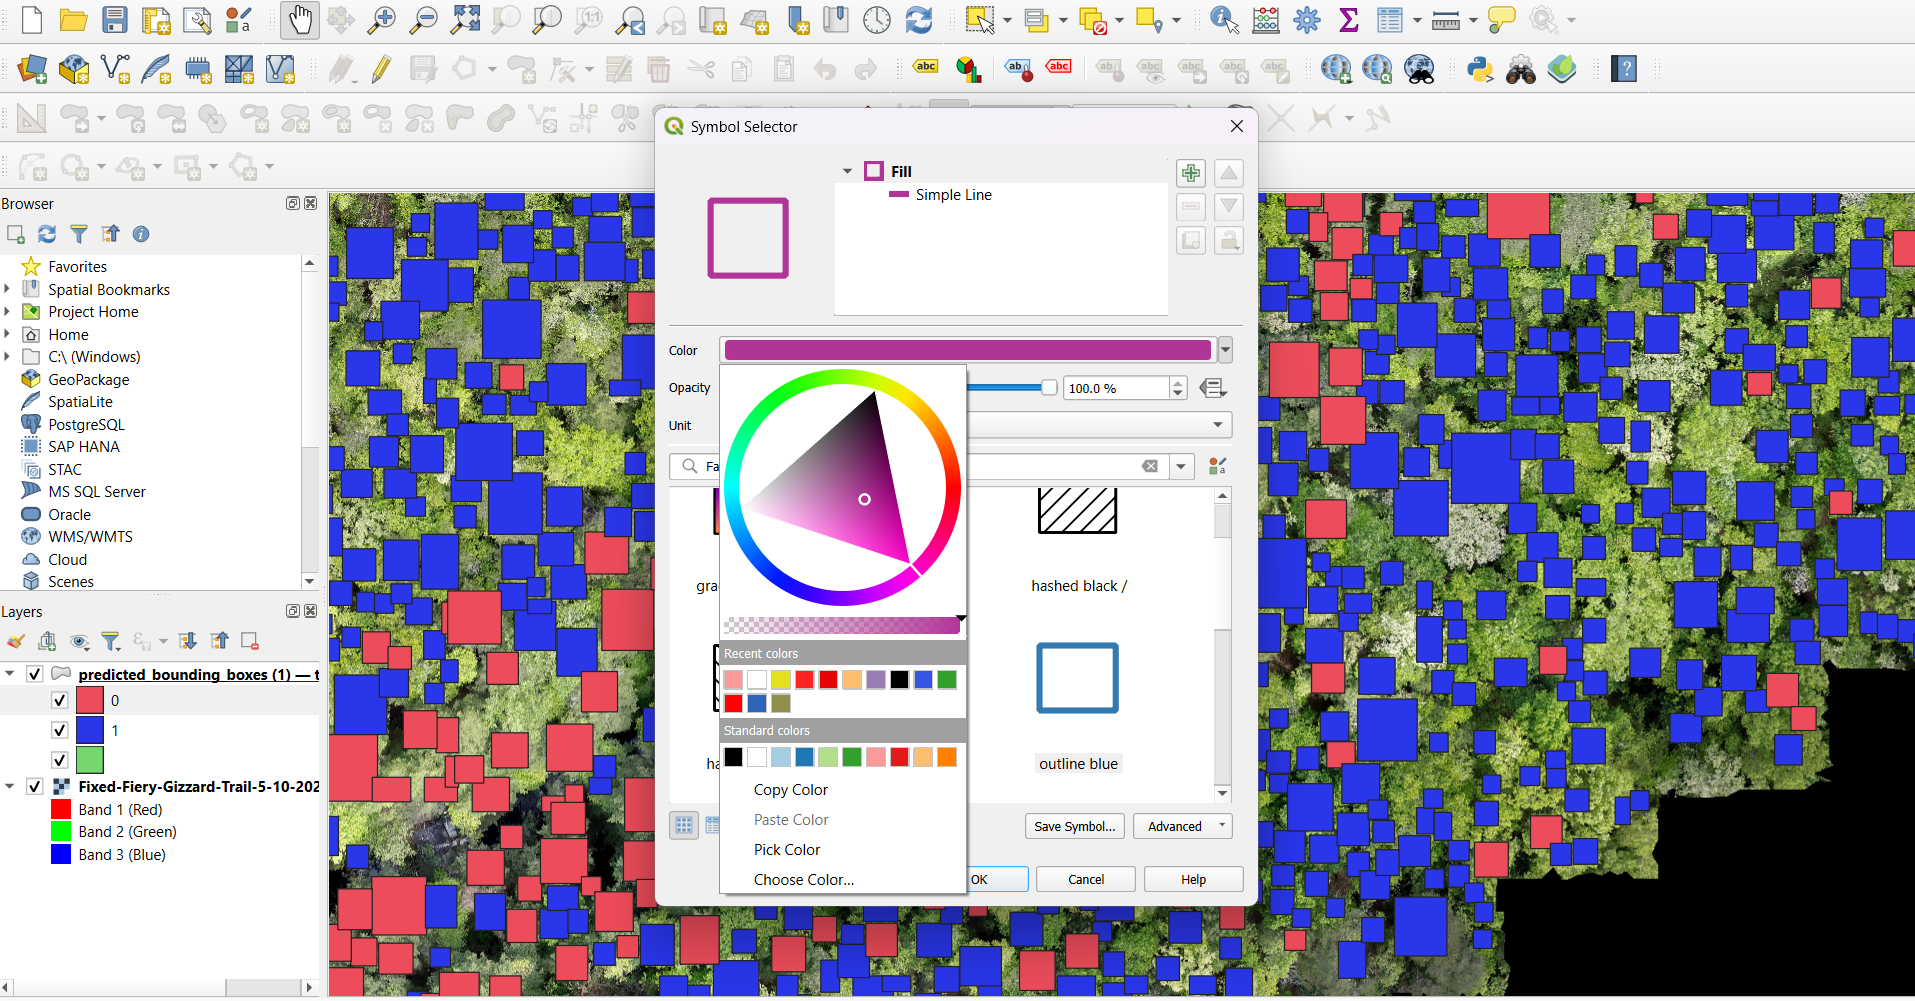 Symbol Selector
Fill
Simple Line
Color
Opacity
100.0 %
Unit
Fa
hashed black /
outline blue
Recent colors
Standard colors
Copy Color
Paste Color
Pick Color
Choose Color...
Save Symbol...
Advanced
OK
Cancel
Help
Browser
Favorites
Spatial Bookmarks
Project Home
Home
C:\ (Windows)
GeoPackage
SpatiaLite
PostgreSQL
SAP HANA
STAC
MS SQL Server
Oracle
WMS/WMTS
Cloud
Scenes
Layers
predicted_bounding_boxes (1) —
0
1
Fixed-Fiery-Gizzard-Trail-5-10-202
Band 1 (Red)
Band 2 (Green)
Band 3 (Blue)